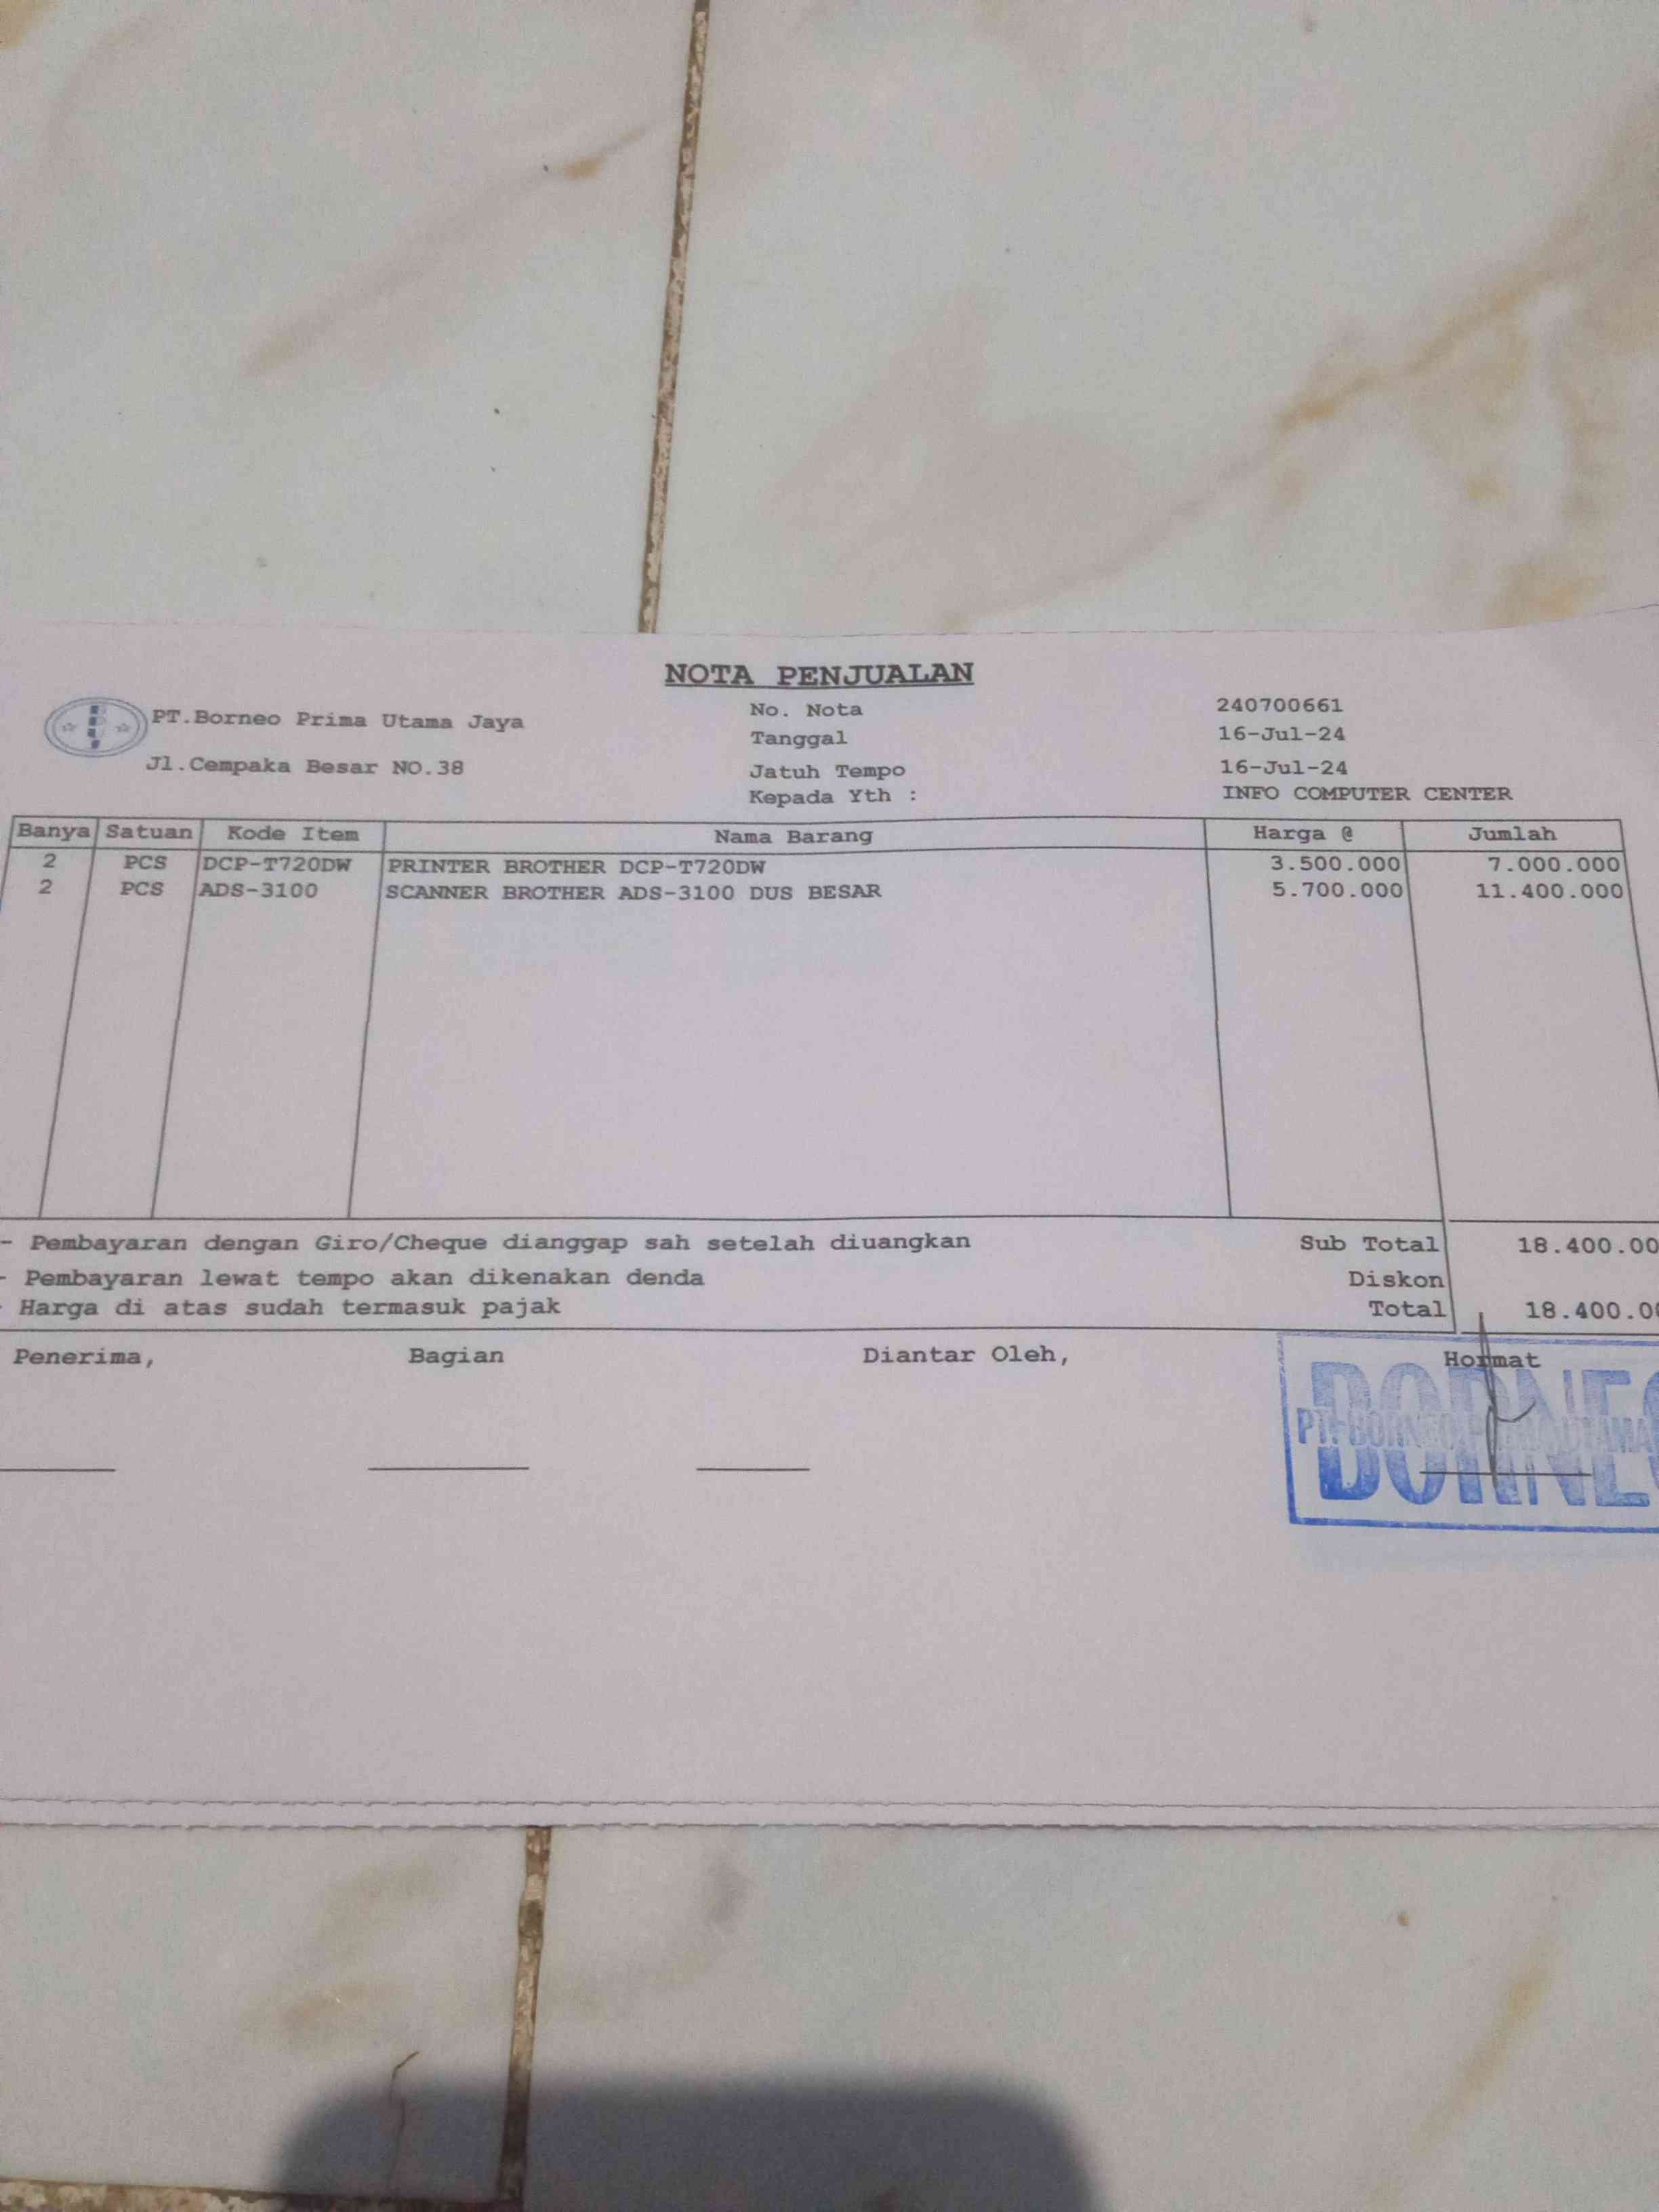 NOTA PENJUALAN
PT.Borneo Prima Utama Jaya
Jl.Cempaka Besar NO.38
No. Nota 240700661
Tanggal 16-Jul-24
Jatuh Tempo 16-Jul-24
Kepada Yth : INFO COMPUTER CENTER
Banya Satuan Kode Item Nama Barang Harga @ Jumlah
2 PCS DCP-T720DW PRINTER BROTHER DCP-T720DW 3.500.000 7.000.000
2 PCS ADS-3100 SCANNER BROTHER ADS-3100 DUS BESAR 5.700.000 11.400.000
- Pembayaran dengan Giro/Cheque dianggap sah setelah diuangkan Sub Total 18.400.00
- Pembayaran lewat tempo akan dikenakan denda Diskon
- Harga di atas sudah termasuk pajak Total 18.400.00
Penerima, Bagian Diantar Oleh, Hormat
BORNEO
PT. BORNEO PRIMA UTAMA